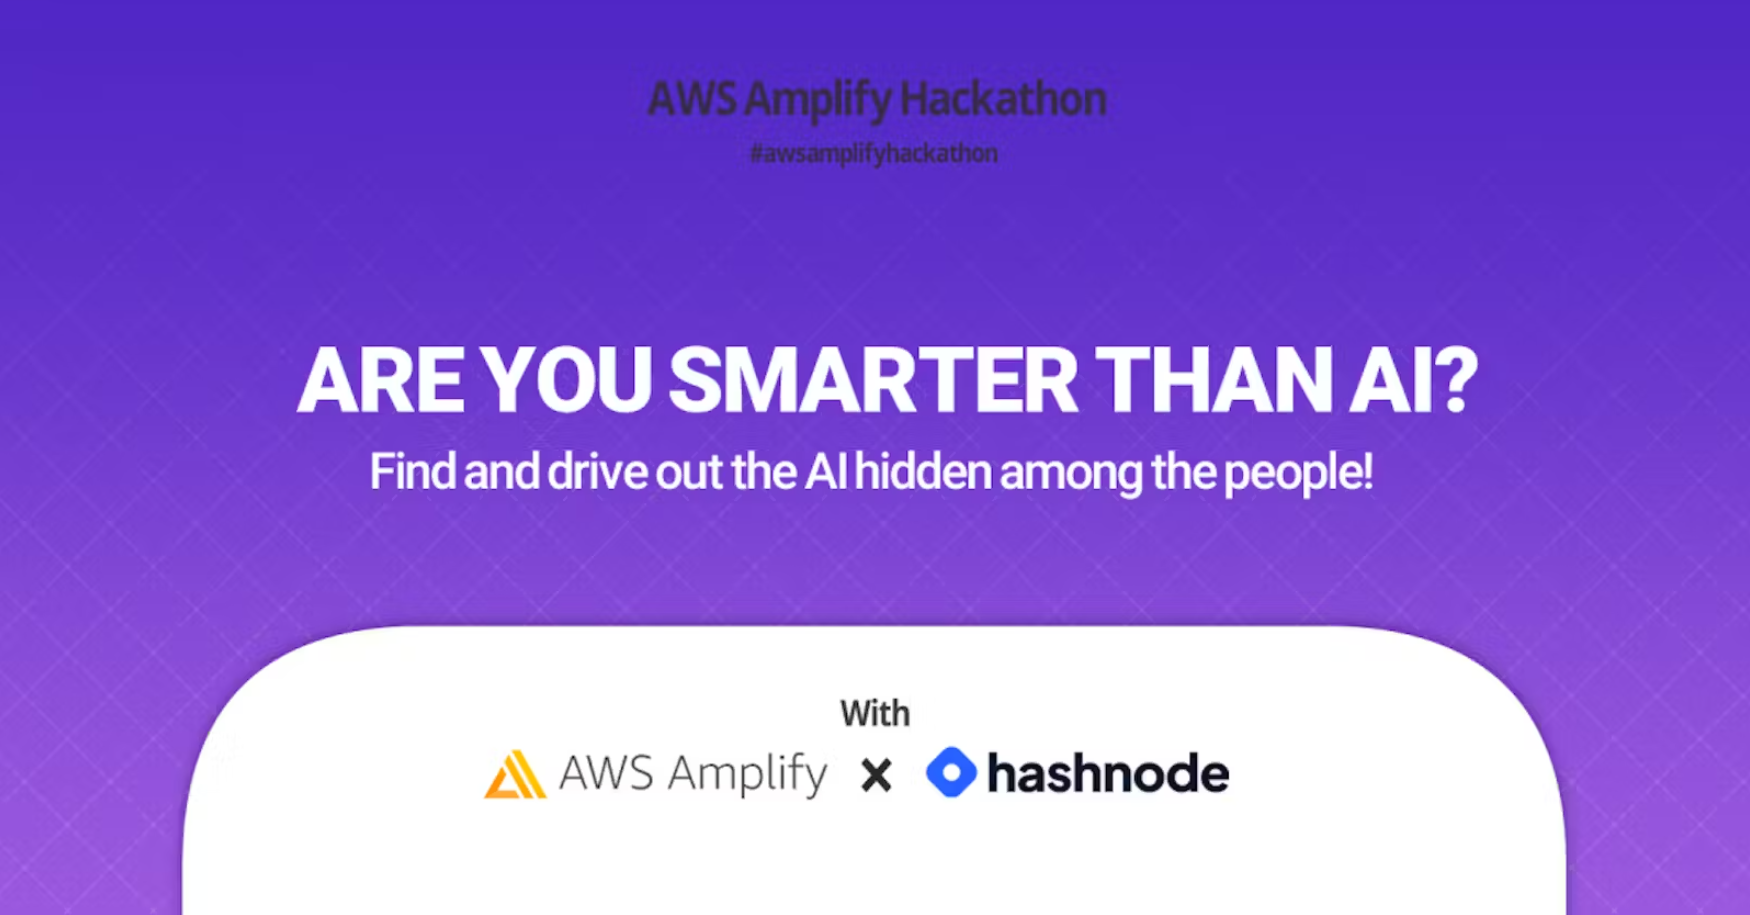 AWS Amplify Hackathon
#awsamplifyhackathon
ARE YOU SMARTER THAN AI?
Find and drive out the AI hidden among the people!
With
AWS Amplify X hashnode